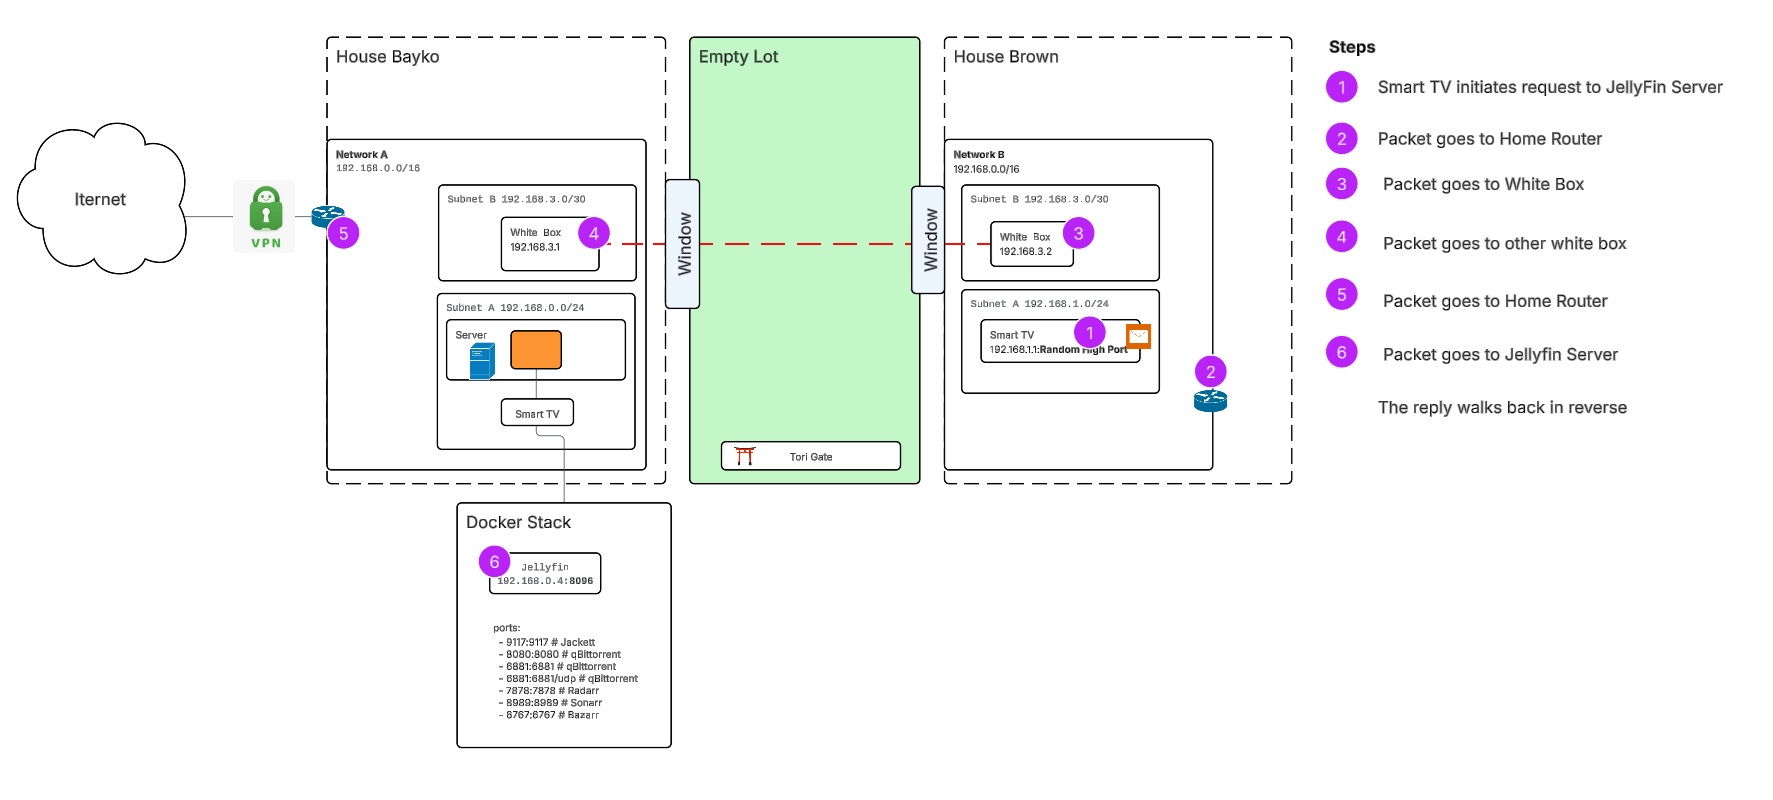 Iternet
VPN
5
House Bayko
Network A
192.168.0.0/16
Subnet B 192.168.3.0/30
White Box
192.168.3.1
4
Subnet A 192.168.0.0/24
Server
Smart TV
Window
Empty Lot
Tori Gate
Window
House Brown
Network B
192.168.0.0/16
Subnet B 192.168.3.0/30
White Box
192.168.3.2
3
Subnet A 192.168.1.0/24
Smart TV
192.168.1.1:Random High Port
1
2
Docker Stack
6
Jellyfin
192.168.0.4:8096
ports:
- 9117:9117 # Jackett
- 8080:8080 # qBittorrent
- 6881:6881 # qBittorrent
- 6881:6881/udp # qBittorrent
- 7878:7878 # Radarr
- 8989:8989 # Sonarr
- 6767:6767 # Bazarr
Steps
1 Smart TV initiates request to JellyFin Server
2 Packet goes to Home Router
3 Packet goes to White Box
4 Packet goes to other white box
5 Packet goes to Home Router
6 Packet goes to Jellyfin Server
The reply walks back in reverse